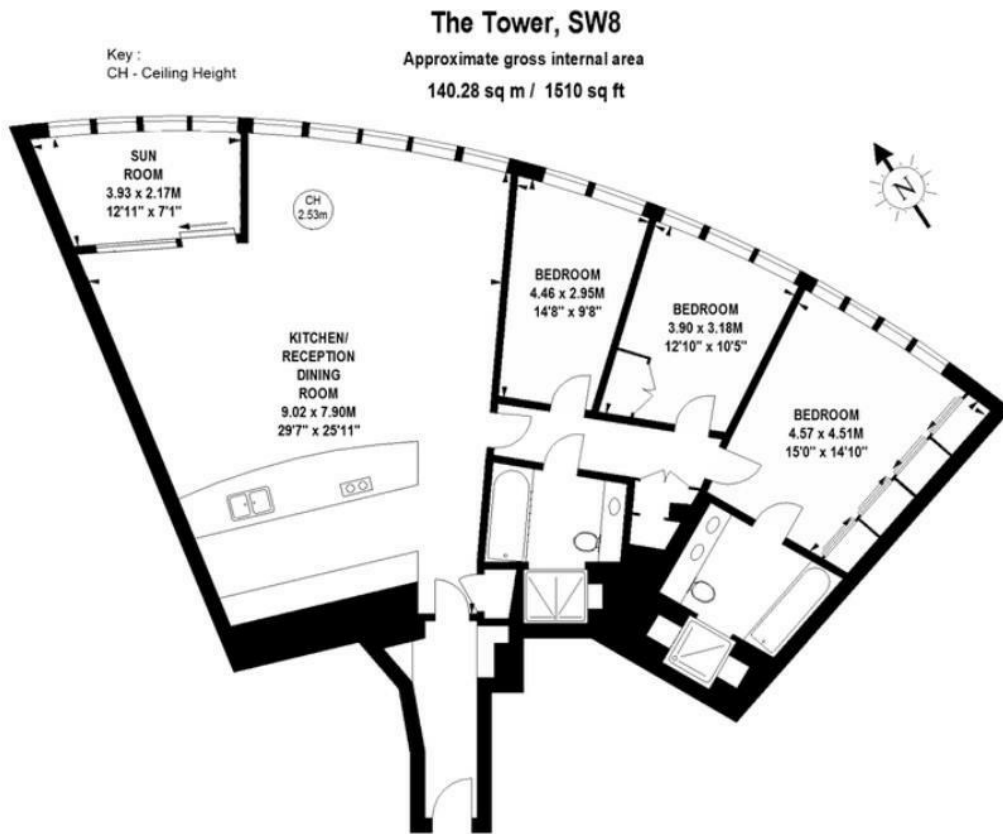 The Tower, SW8
Approximate gross internal area
140.28 sq m / 1510 sq ft
Key :
CH - Ceiling Height
SUN
ROOM
3.93 x 2.17M
12'11" x 7'1"
CH
2.53m
N
BEDROOM
4.46 x 2.95M
14'8" x 9'8"
BEDROOM
3.90 x 3.18M
12'10" x 10'5"
KITCHEN/
RECEPTION
DINING
ROOM
9.02 x 7.90M
29'7" x 25'11"
BEDROOM
4.57 x 4.51M
15'0" x 14'10"